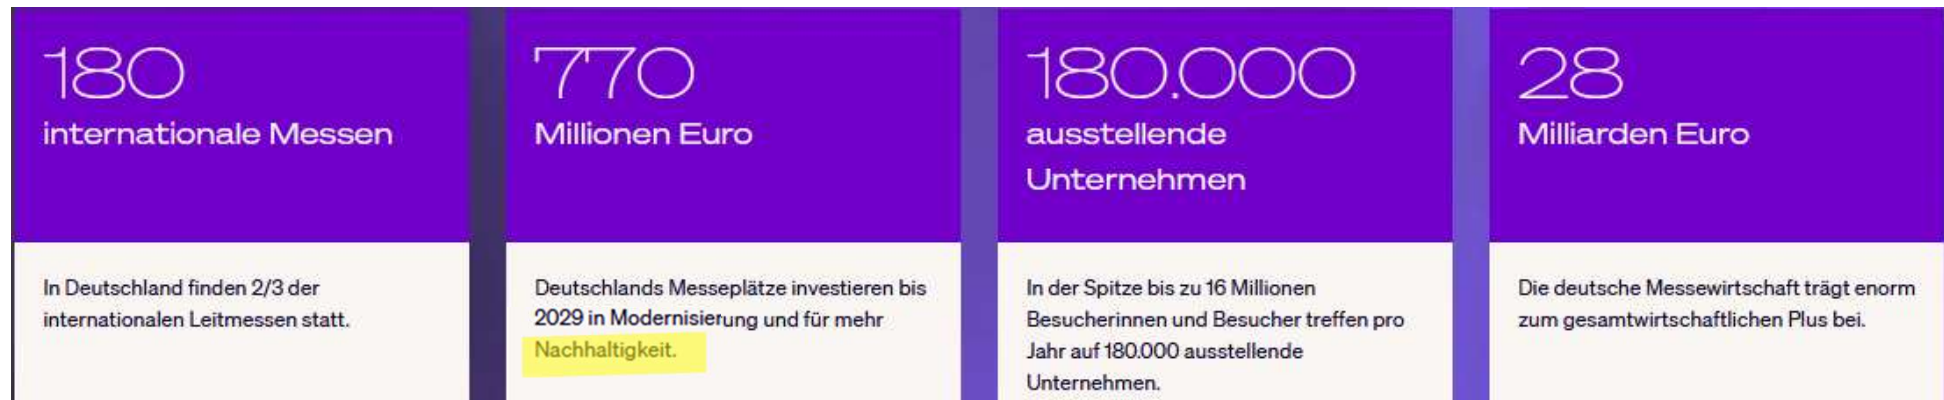 180
internationale Messen
In Deutschland finden 2/3 der
internationalen Leitmessen statt.
770
Millionen Euro
Deutschlands Messeplätze investieren bis
2029 in Modernisierung und für mehr
Nachhaltigkeit.
180.000
ausstellende
Unternehmen
In der Spitze bis zu 16 Millionen
Besucherinnen und Besucher treffen pro
Jahr auf 180.000 ausstellende
Unternehmen.
28
Milliarden Euro
Die deutsche Messewirtschaft trägt enorm
zum gesamtwirtschaftlichen Plus bei.